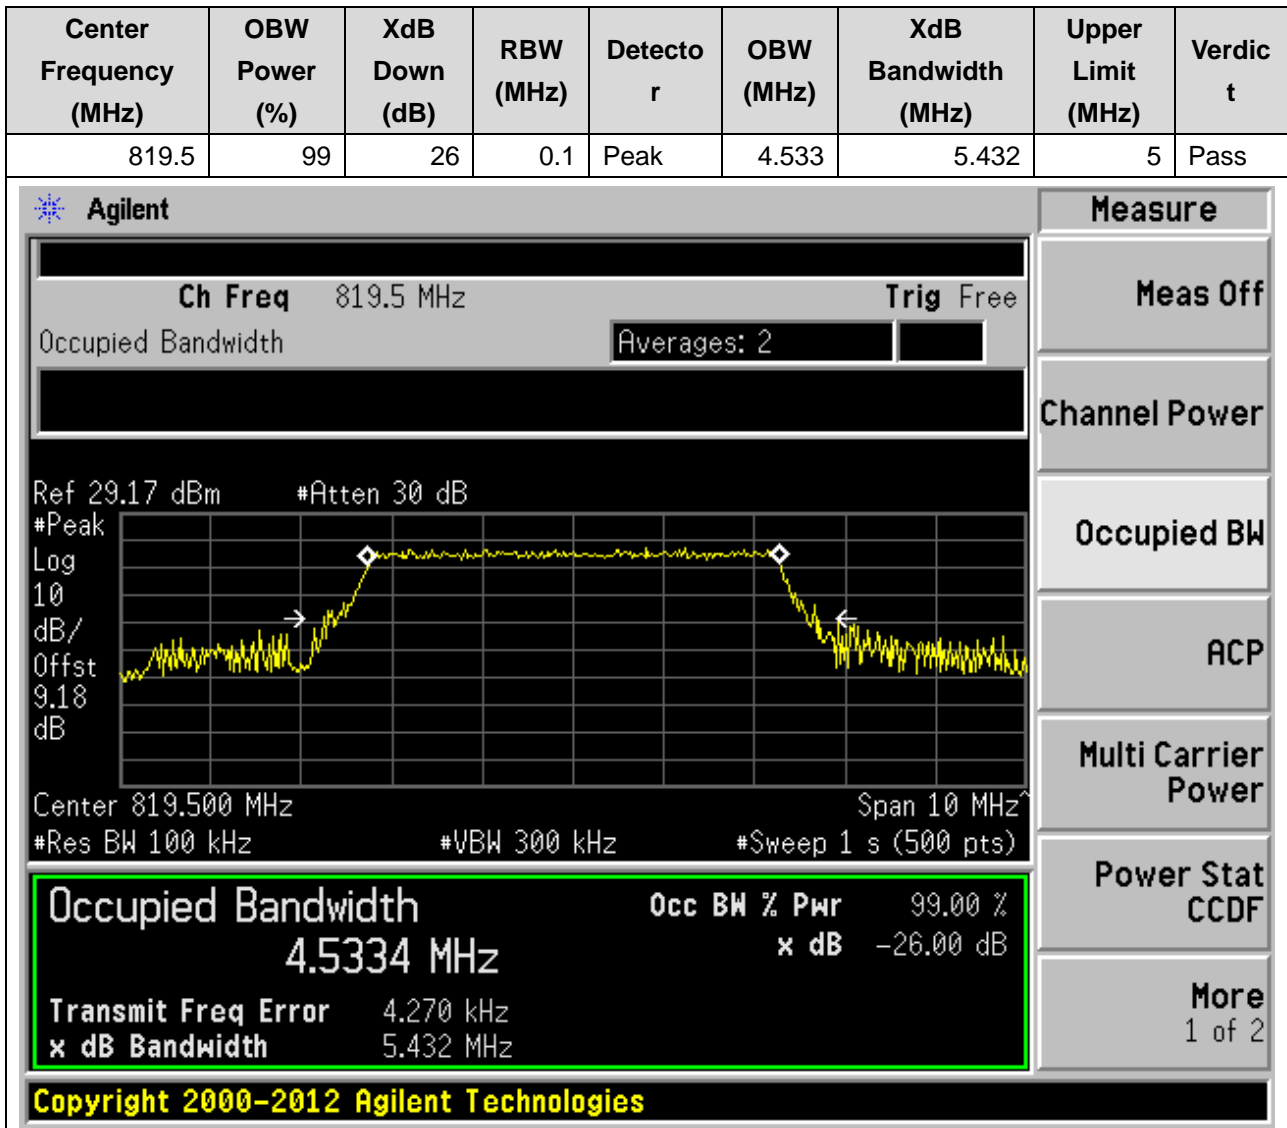 Center Frequency (MHz) OBW Power (%) XdB Down (dB) RBW (MHz) Detector OBW (MHz) XdB Bandwidth (MHz) Upper Limit (MHz) Verdict
819.5 99 26 0.1 Peak 4.533 5.432 5 Pass
Agilent
Measure
Ch Freq 819.5 MHz Trig Free
Occupied Bandwidth Averages: 2
Meas Off
Channel Power
Occupied BW
ACP
Multi Carrier
Power
Power Stat
CCDF
More
1 of 2
Ref 29.17 dBm #Atten 30 dB
#Peak
Log
10
dB/
Offst
9.18
dB
Center 819.500 MHz Span 10 MHz^
#Res BW 100 kHz #VBW 300 kHz #Sweep 1 s (500 pts)
Occupied Bandwidth Occ BW % Pwr 99.00 %
4.5334 MHz x dB -26.00 dB
Transmit Freq Error 4.270 kHz
x dB Bandwidth 5.432 MHz
Copyright 2000-2012 Agilent Technologies